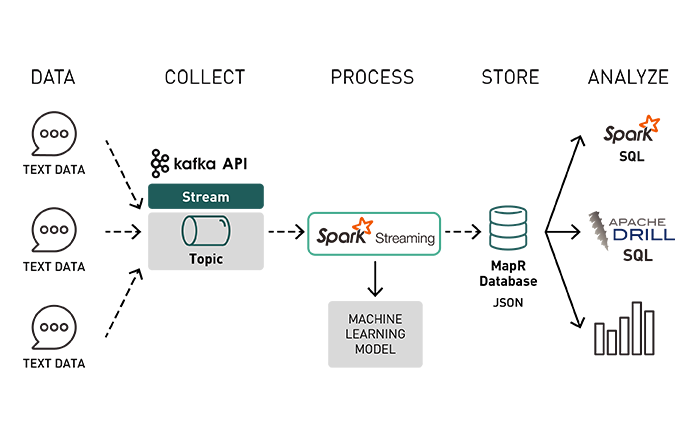 DATA
COLLECT
PROCESS
STORE
ANALYZE
TEXT DATA
TEXT DATA
TEXT DATA
kafka API
Stream
Topic
Spark Streaming
MACHINE
LEARNING
MODEL
MapR
Database
JSON
Spark
SQL
APACHE
DRILL
SQL